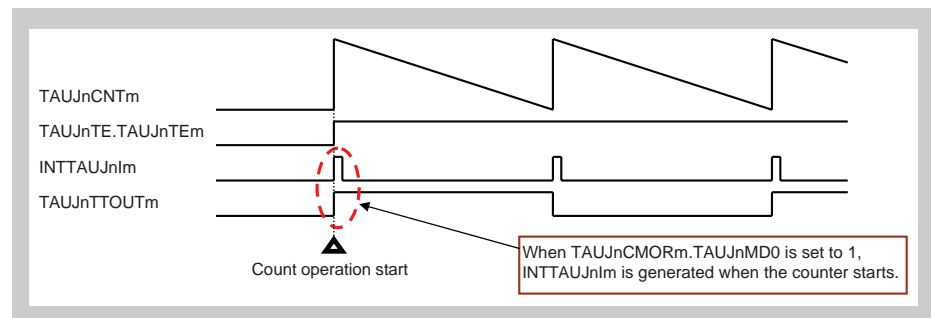 TAUJnCNTm
TAUJnTE.TAUJnTEm
INTTAUJnIm
TAUJnTTOUTm
Count operation start
When TAUJnCMORm.TAUJnMD0 is set to 1,
INTTAUJnIm is generated when the counter starts.